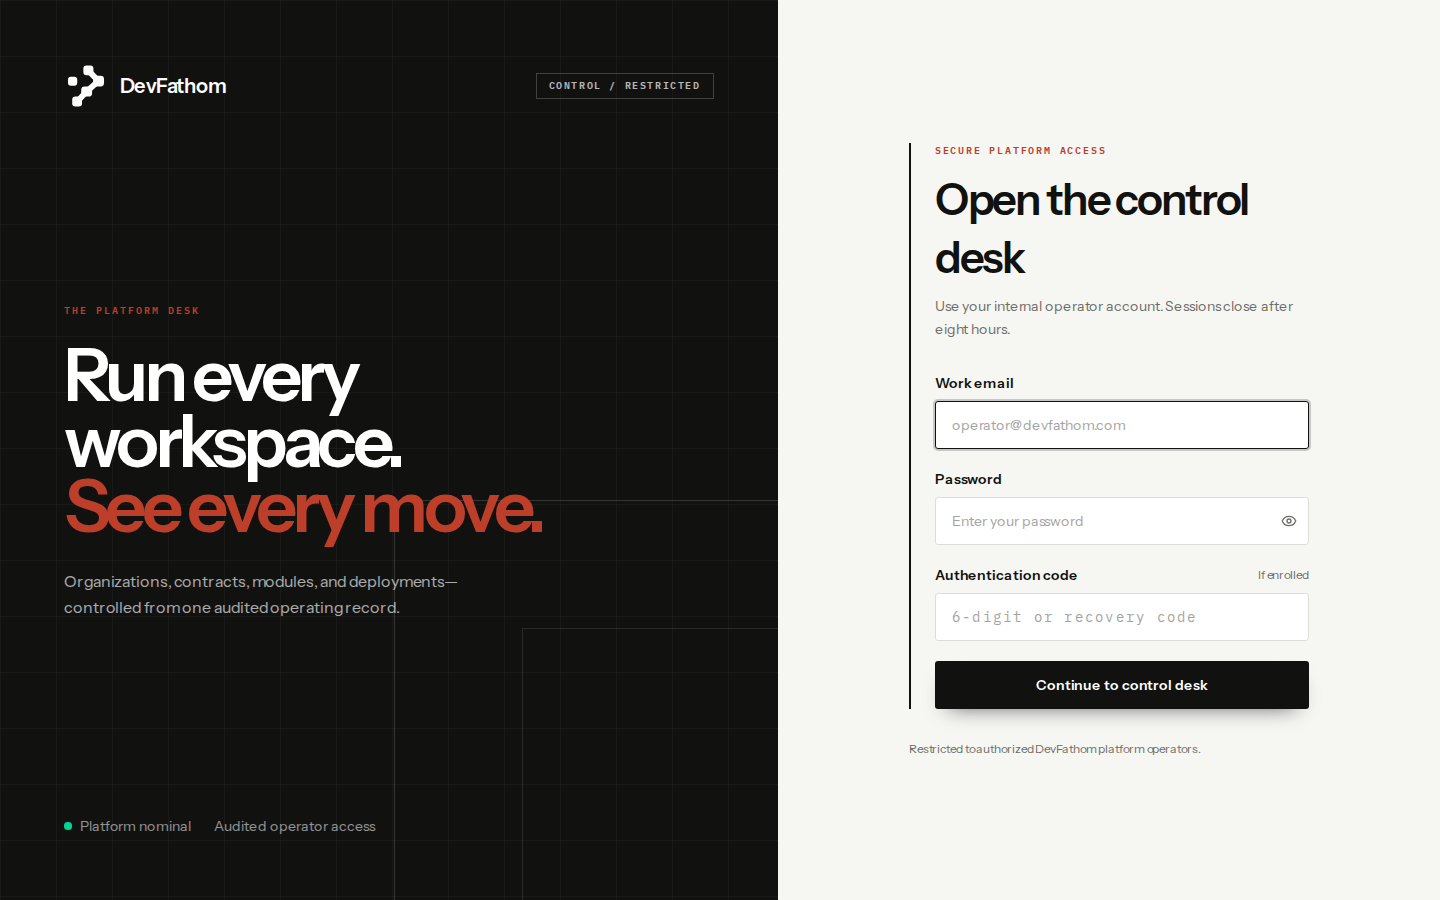 DevFathom
CONTROL / RESTRICTED
THE PLATFORM DESK
Run every
workspace.
See every move.
Organizations, contracts, modules, and deployments—
controlled from one audited operating record.
Platform nominal
Audited operator access
SECURE PLATFORM ACCESS
Open the control
desk
Use your internal operator account. Sessions close after
eight hours.
Work email
operator@devfathom.com
Password
Enter your password
Authentication code
If enrolled
6-digit or recovery code
Continue to control desk
Restricted to authorized DevFathom platform operators.